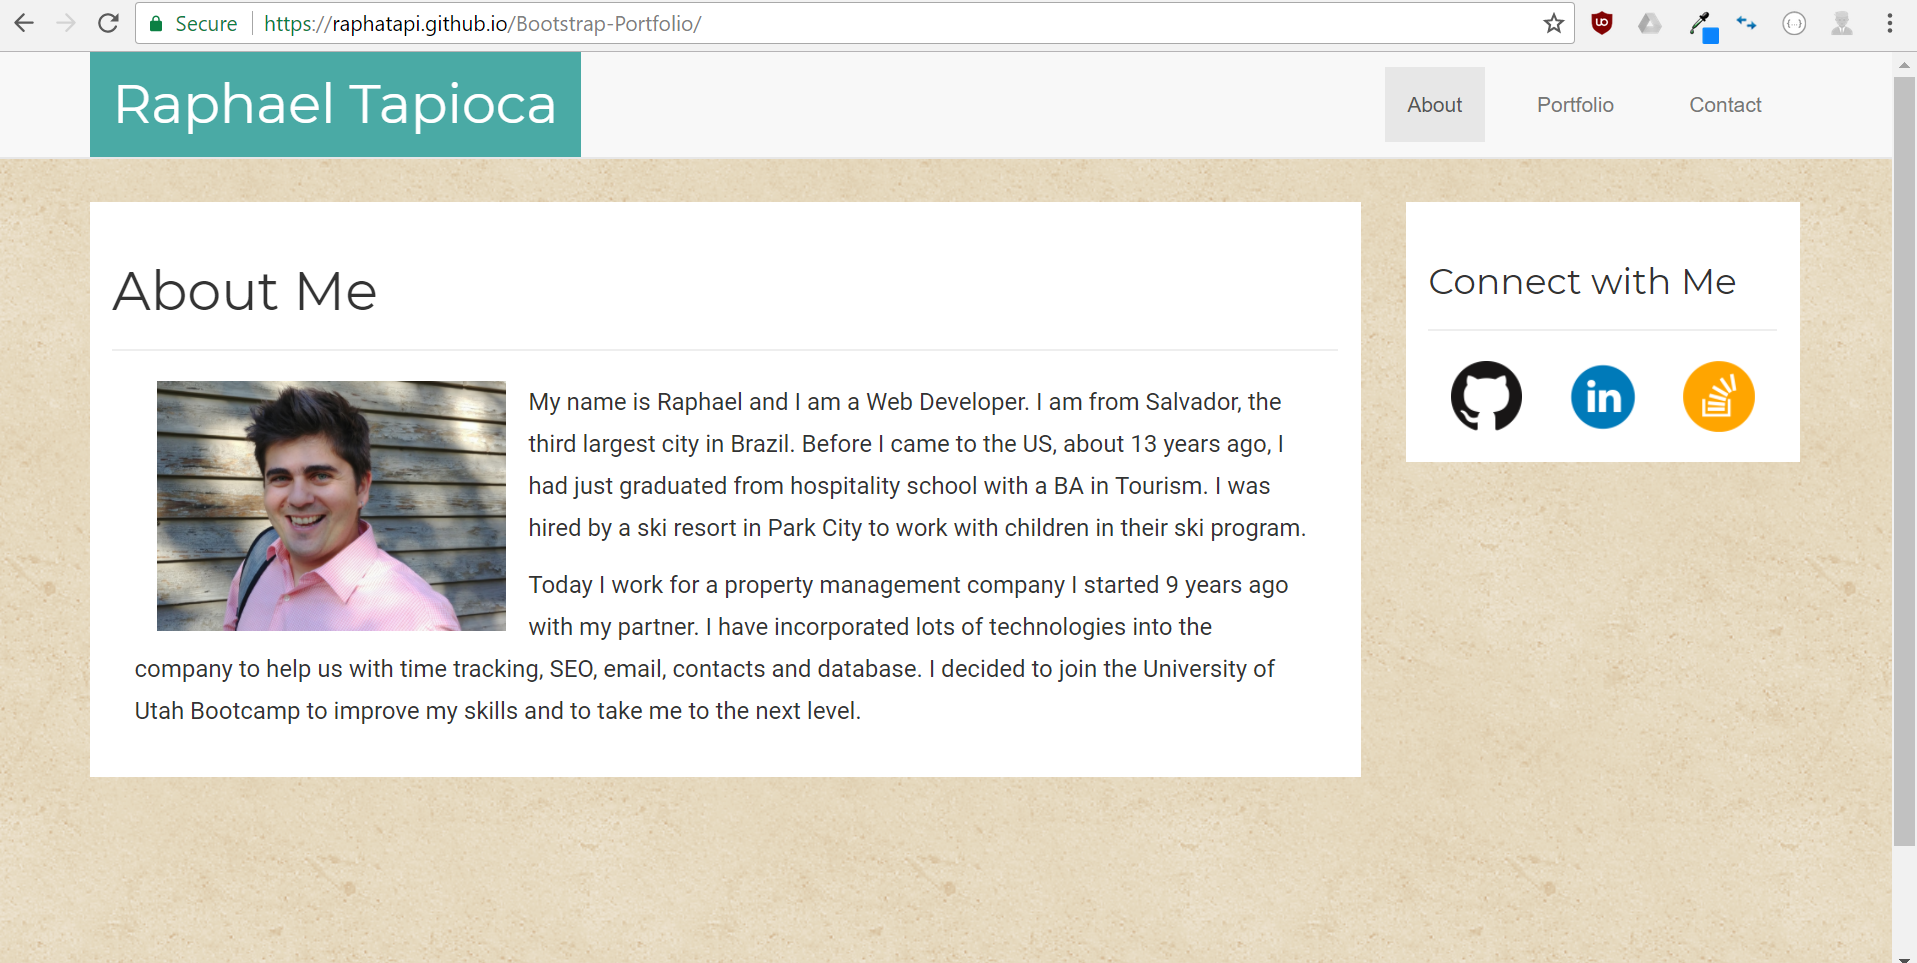 Secure https://raphatapi.github.io/Bootstrap-Portfolio/
Raphael Tapioca
About Portfolio Contact
About Me
My name is Raphael and I am a Web Developer. I am from Salvador, the
third largest city in Brazil. Before I came to the US, about 13 years ago, I
had just graduated from hospitality school with a BA in Tourism. I was
hired by a ski resort in Park City to work with children in their ski program.
Today I work for a property management company I started 9 years ago
with my partner. I have incorporated lots of technologies into the
company to help us with time tracking, SEO, email, contacts and database. I decided to join the University of
Utah Bootcamp to improve my skills and to take me to the next level.
Connect with Me
in